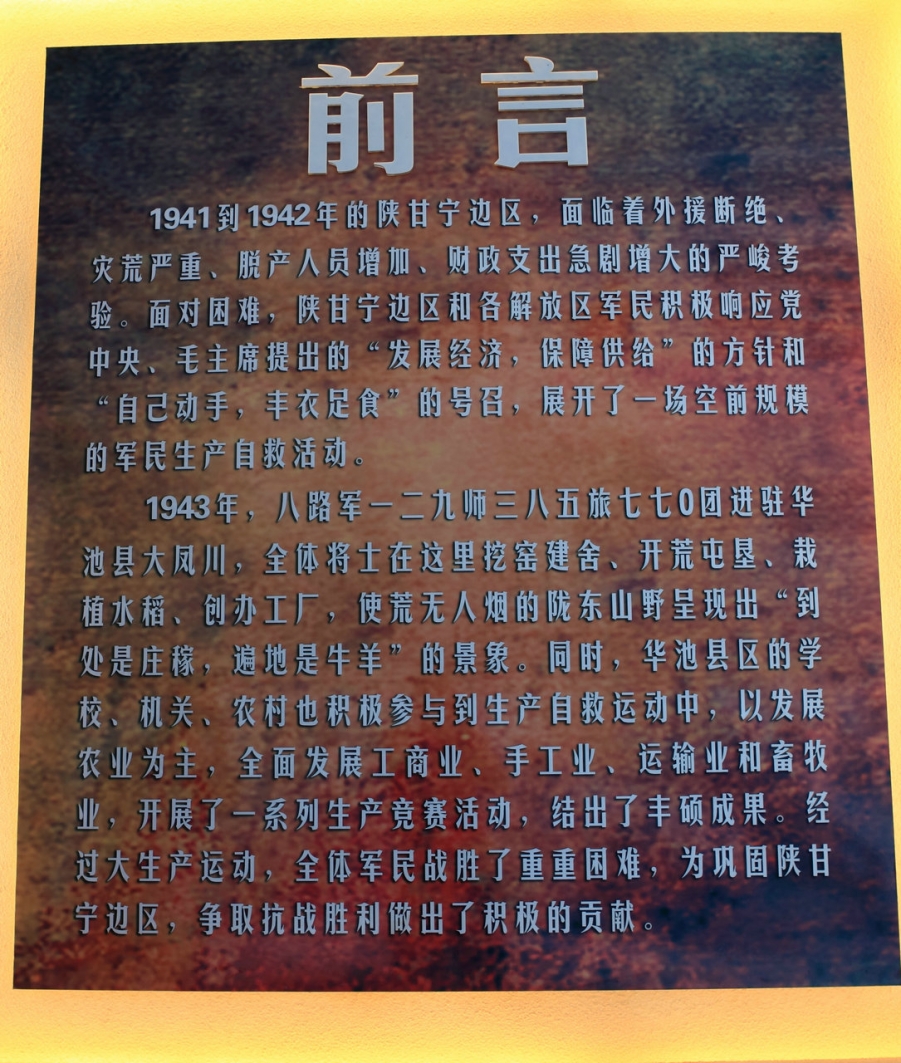 前言
1941到1942年的陕甘宁边区，面临着外援断绝、
灾荒严重、脱产人员增加、财政支出急剧增大的严峻考
验。面对困难，陕甘宁边区和各解放区军民积极响应党
中央、毛主席提出的“发展经济，保障供给”的方针和
“自己动手，丰衣足食”的号召，展开了一场空前规模
的军民生产自救活动。
1943年，八路军一二九师三八五旅七七0团进驻华
池县大凤川，全体将士在这里挖窑建舍、开荒屯垦、栽
植水稻、创办工厂，使荒无人烟的陇东山野呈现出“到
处是庄稼，遍地是牛羊”的景象。同时，华池县区的学
校、机关、农村也积极参与到生产自救运动中，以发展
农业为主，全面发展工商业、手工业、运输业和畜牧
业，开展了一系列生产竞赛活动，结出了丰硕成果。经
过大生产运动，全体军民战胜了重重困难，为巩固陕甘
宁边区，争取抗战胜利做出了积极的贡献。